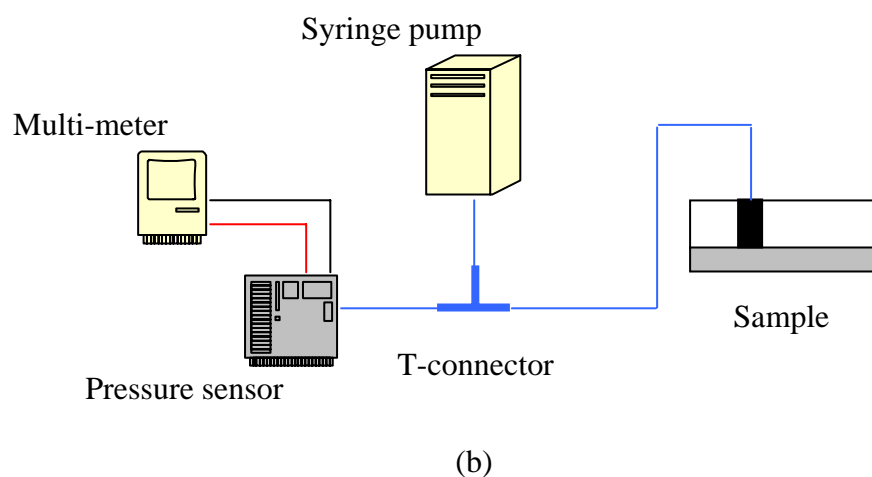 Syringe pump
Multi-meter
Sample
T-connector
Pressure sensor
(b)